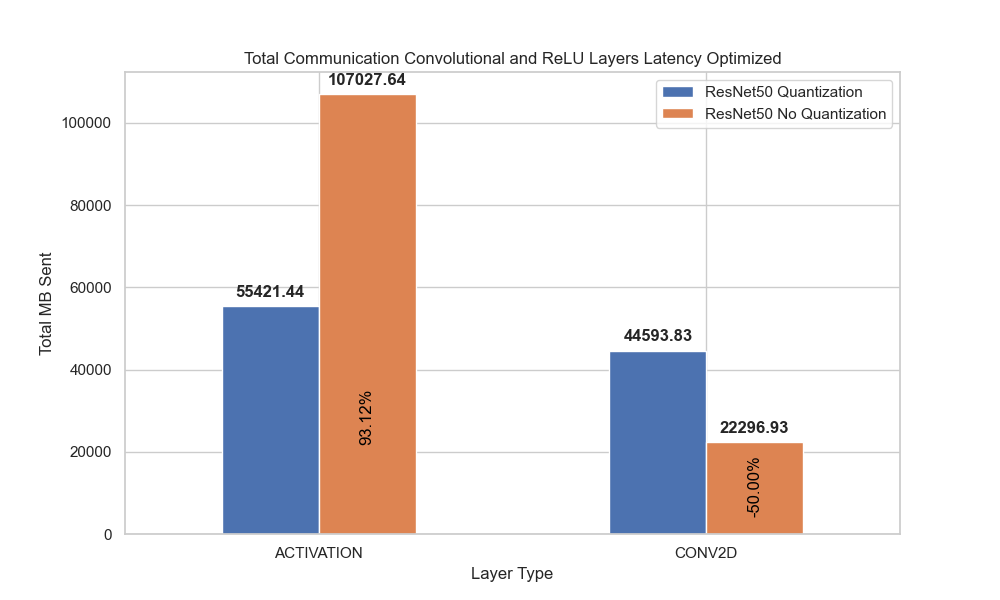 Total Communication Convolutional and ReLU Layers Latency Optimized
107027.64
ResNet50 Quantization
ResNet50 No Quantization
100000
80000
60000
40000
20000
0
Total MB Sent
55421.44
93.12%
44593.83
22296.93
-50.00%
ACTIVATION
CONV2D
Layer Type